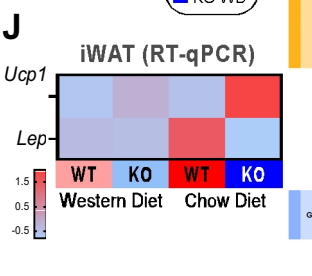 KO WD
J
iWAT (RT-qPCR)
Ucp1
Lep
WT KO WT KO
Western Diet Chow Diet
1.5
0.5
-0.5
G